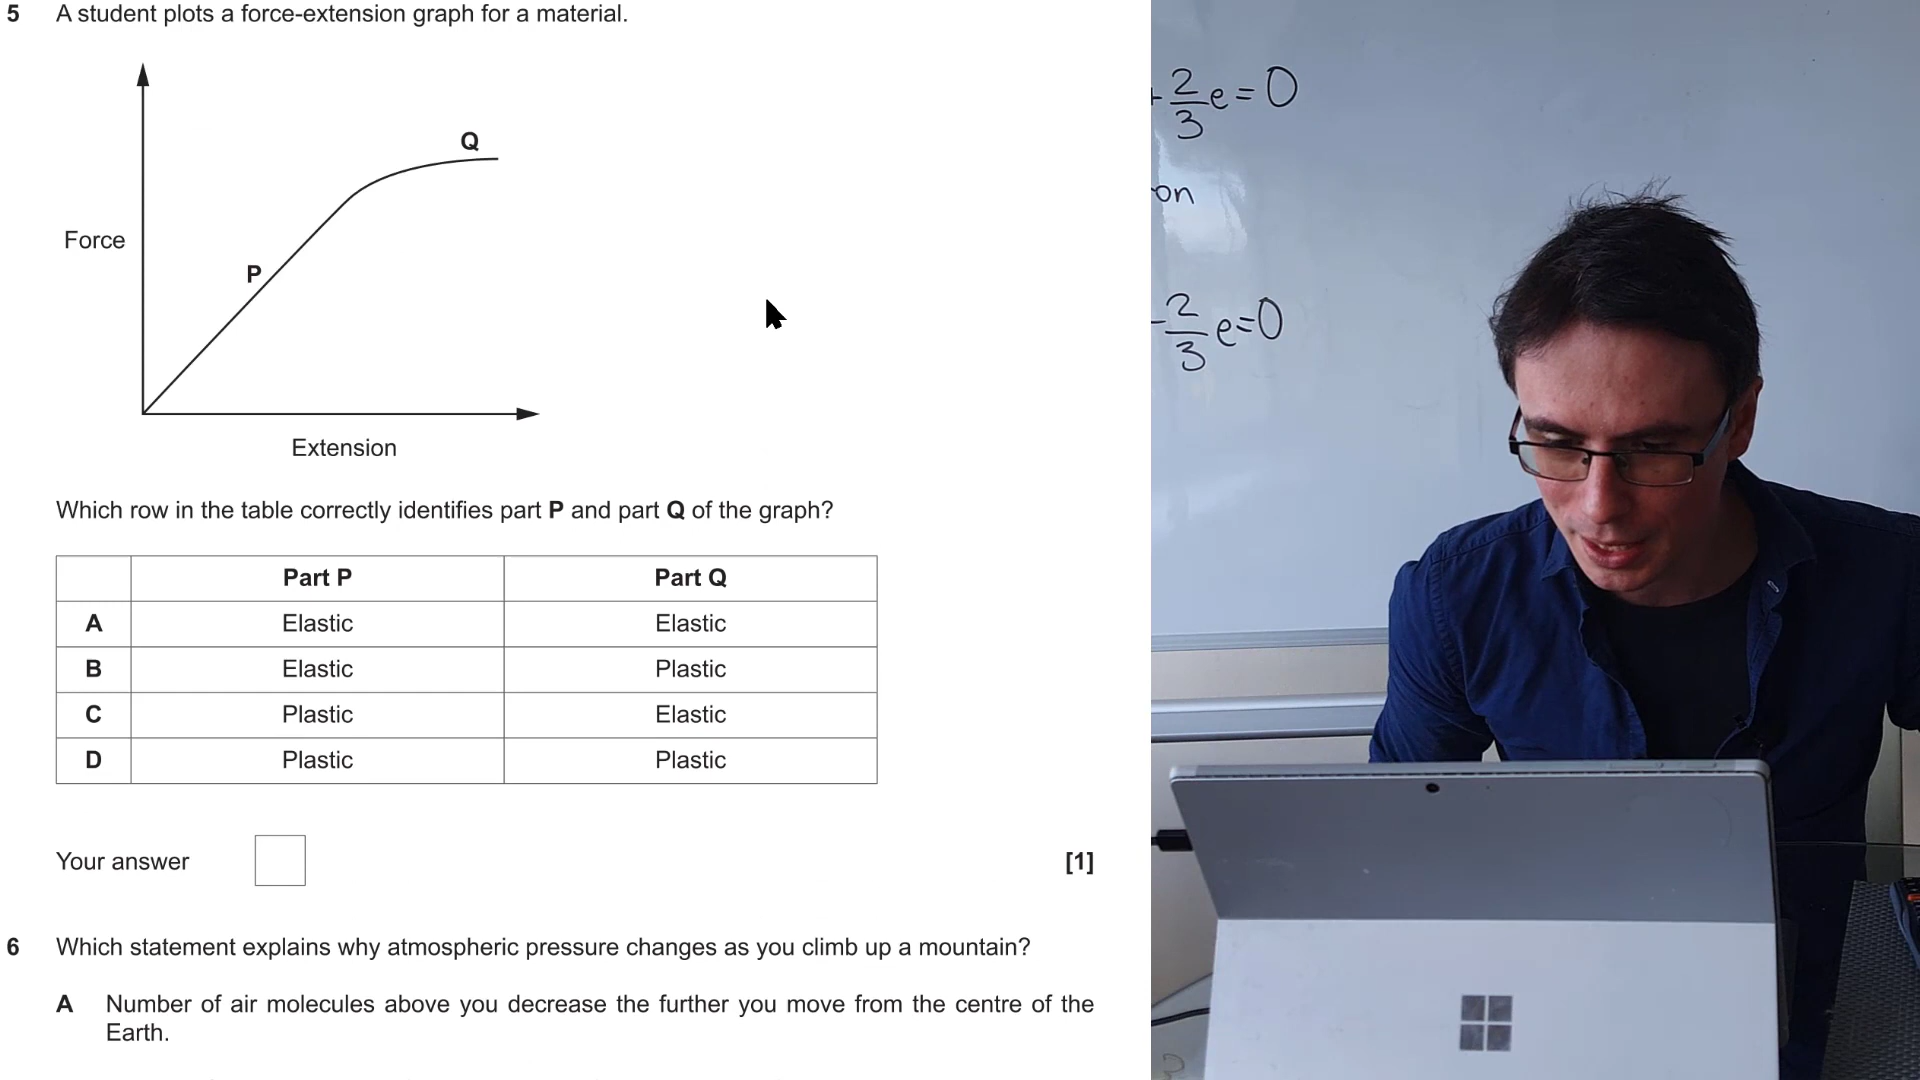 5 A student plots a force-extension graph for a material.
Q
Force
P
Extension
Which row in the table correctly identifies part P and part Q of the graph?
Part P Part Q
A Elastic Elastic
B Elastic Plastic
C Plastic Elastic
D Plastic Plastic
Your answer [1]
6 Which statement explains why atmospheric pressure changes as you climb up a mountain?
A Number of air molecules above you decrease the further you move from the centre of the
Earth.
2/3 e = 0
on
- 2/3 e = 0